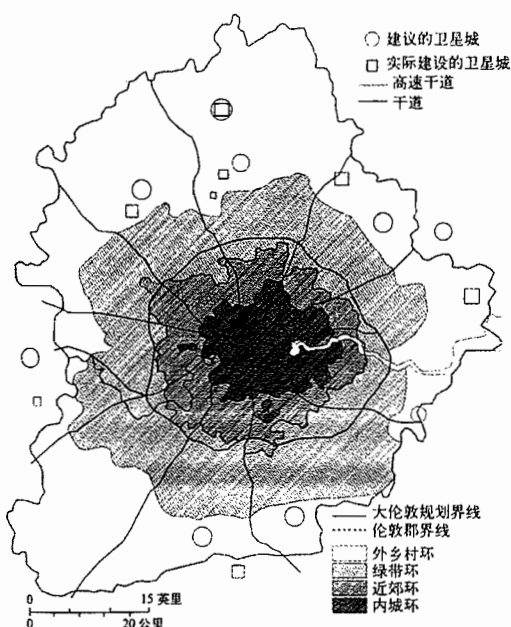 建议的卫星城
实际建设的卫星城
高速干道
干道
大伦敦规划界线
伦敦郡界线
外乡村环
绿带环
近郊环
内城环
0 15 英里
0 20 公里